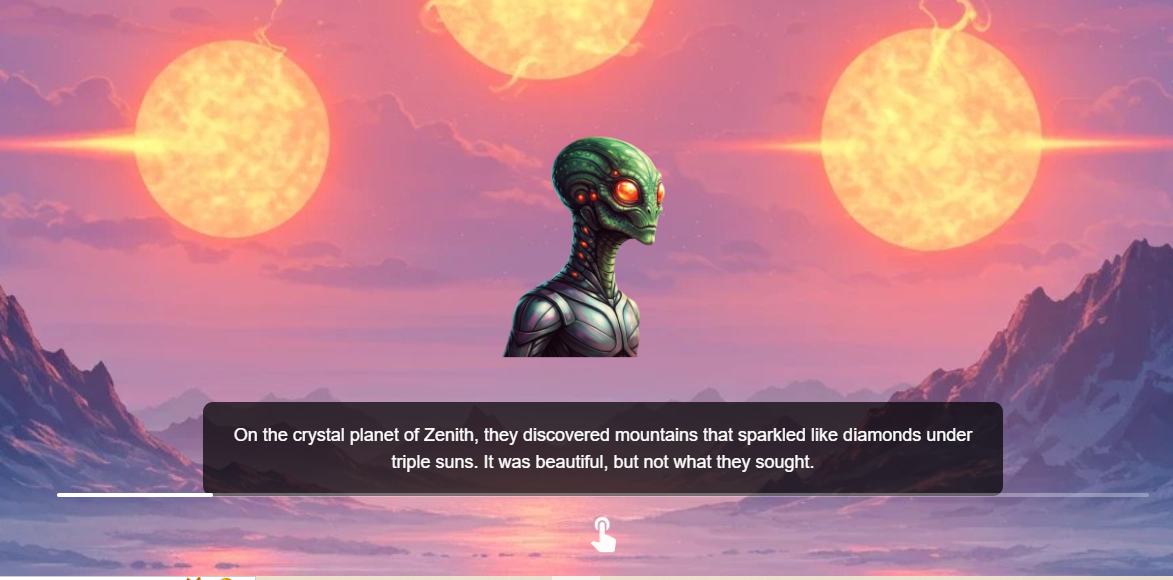 On the crystal planet of Zenith, they discovered mountains that sparkled like diamonds under
triple suns. It was beautiful, but not what they sought.